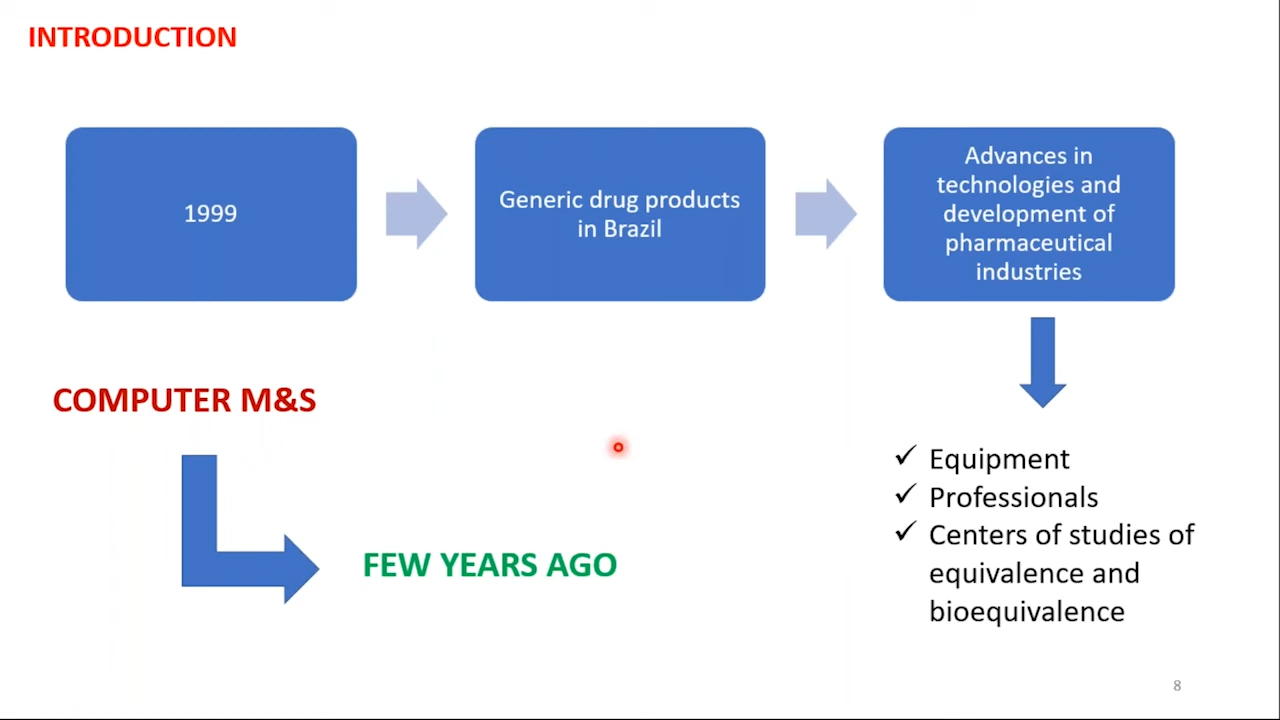 INTRODUCTION
1999
Generic drug products
in Brazil
Advances in
technologies and
development of
pharmaceutical
industries
COMPUTER M&S
FEW YEARS AGO
✓ Equipment
✓ Professionals
✓ Centers of studies of
equivalence and
bioequivalence
8